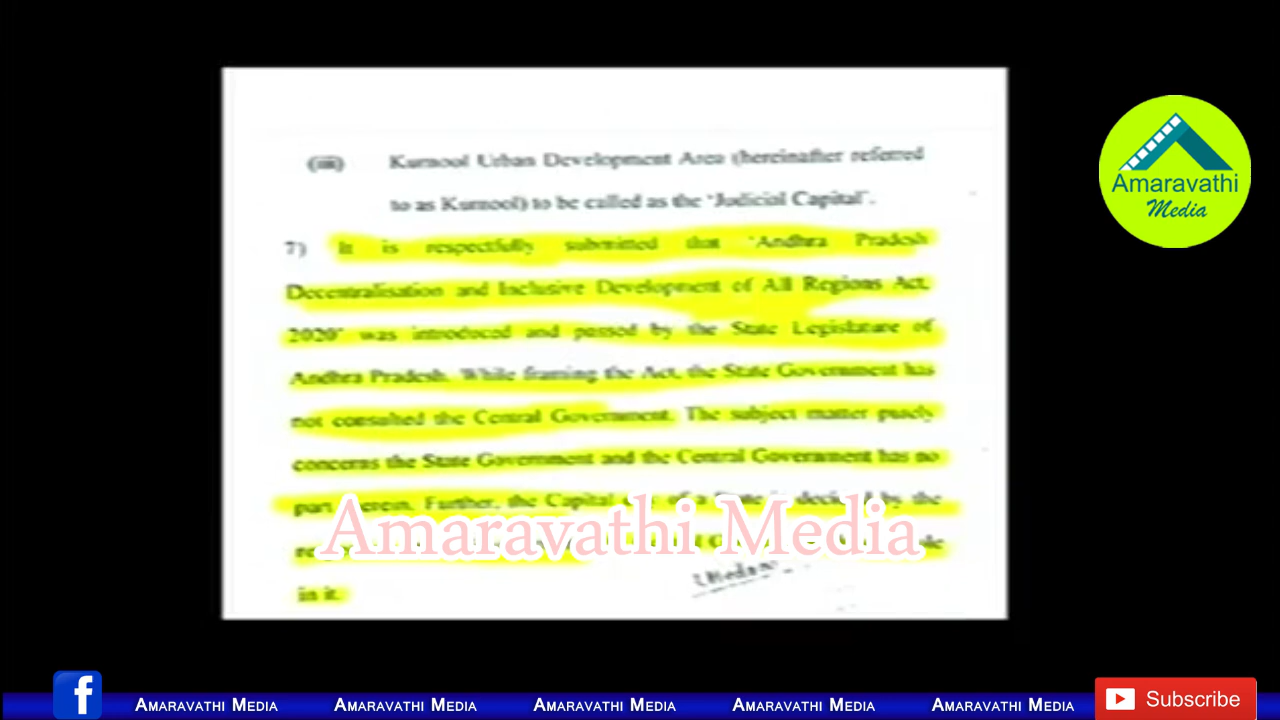 (iii) Kurnool Urban Development Area (hereinafter referred
to as Kurnool) to be called as the 'Judicial Capital'.
7) It is respectfully submitted that 'Andhra Pradesh
Decentralisation and Inclusive Development of All Regions Act,
2020' was introduced and passed by the State Legislature of
Andhra Pradesh. While framing the Act, the State Government has
not consulted the Central Government. The subject matter purely
concerns the State Government and the Central Government has no
part Further, the Capital of a State is decided by the
in it.
Amaravathi Media
Amaravathi
Media
Amaravathi Media Amaravathi Media Amaravathi Media Amaravathi Media Amaravathi Media
f
Subscribe